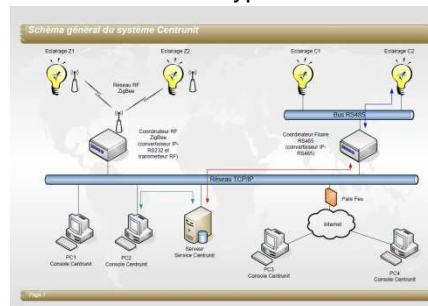 Schéma général du système Centrunit
Eclairage Z1
Eclairage Z2
Eclairage C1
Eclairage C2
Réseau RF
ZigBee
Bus RS485
Coordinateur RF
ZigBee
(convertisseur IP-
RS232 et
transmetteur RF)
Coordinateur Filaire
RS485
(convertisseur IP-
RS485)
Réseau TCP/IP
Pare Feu
Internet
PC1
Console Centrunit
PC2
Console Centrunit
Serveur
Service Centrunit
PC3
Console Centrunit
PC4
Console Centrunit
Page 1